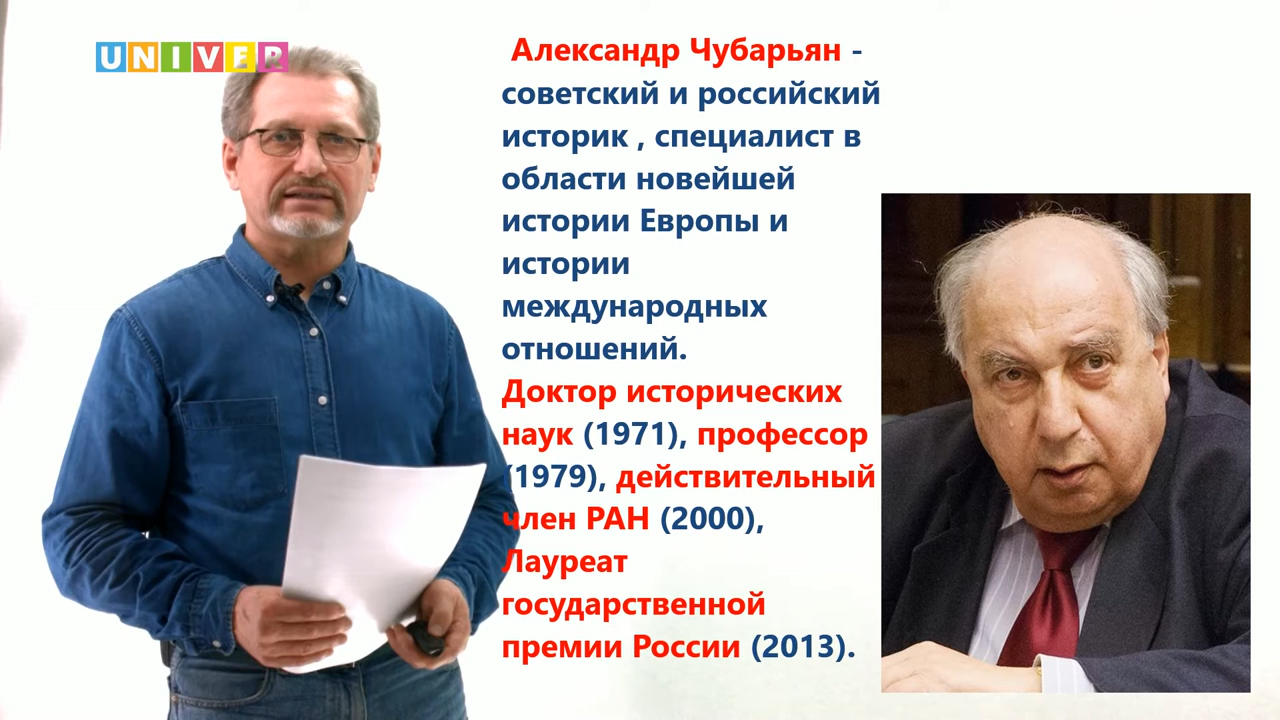 UNIVER
Александр Чубарьян -
советский и российский
историк , специалист в
области новейшей
истории Европы и
истории
международных
отношений.
Доктор исторических
наук (1971), профессор
(1979), действительный
член РАН (2000),
Лауреат
государственной
премии России (2013).